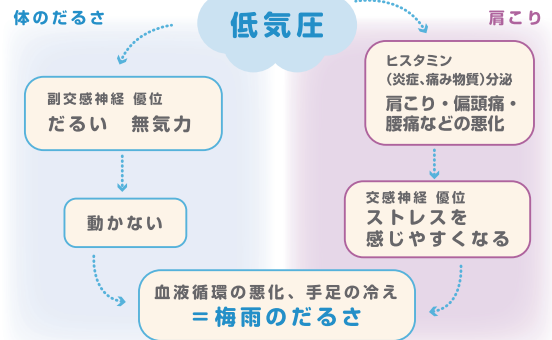 体のだるさ
低気圧
肩こり
副交感神経 優位
だるい 無気力
動かない
ヒスタミン
(炎症、痛み物質)分泌
肩こり・偏頭痛・
腰痛などの悪化
交感神経 優位
ストレスを
感じやすくなる
血液循環の悪化、手足の冷え
＝梅雨のだるさ